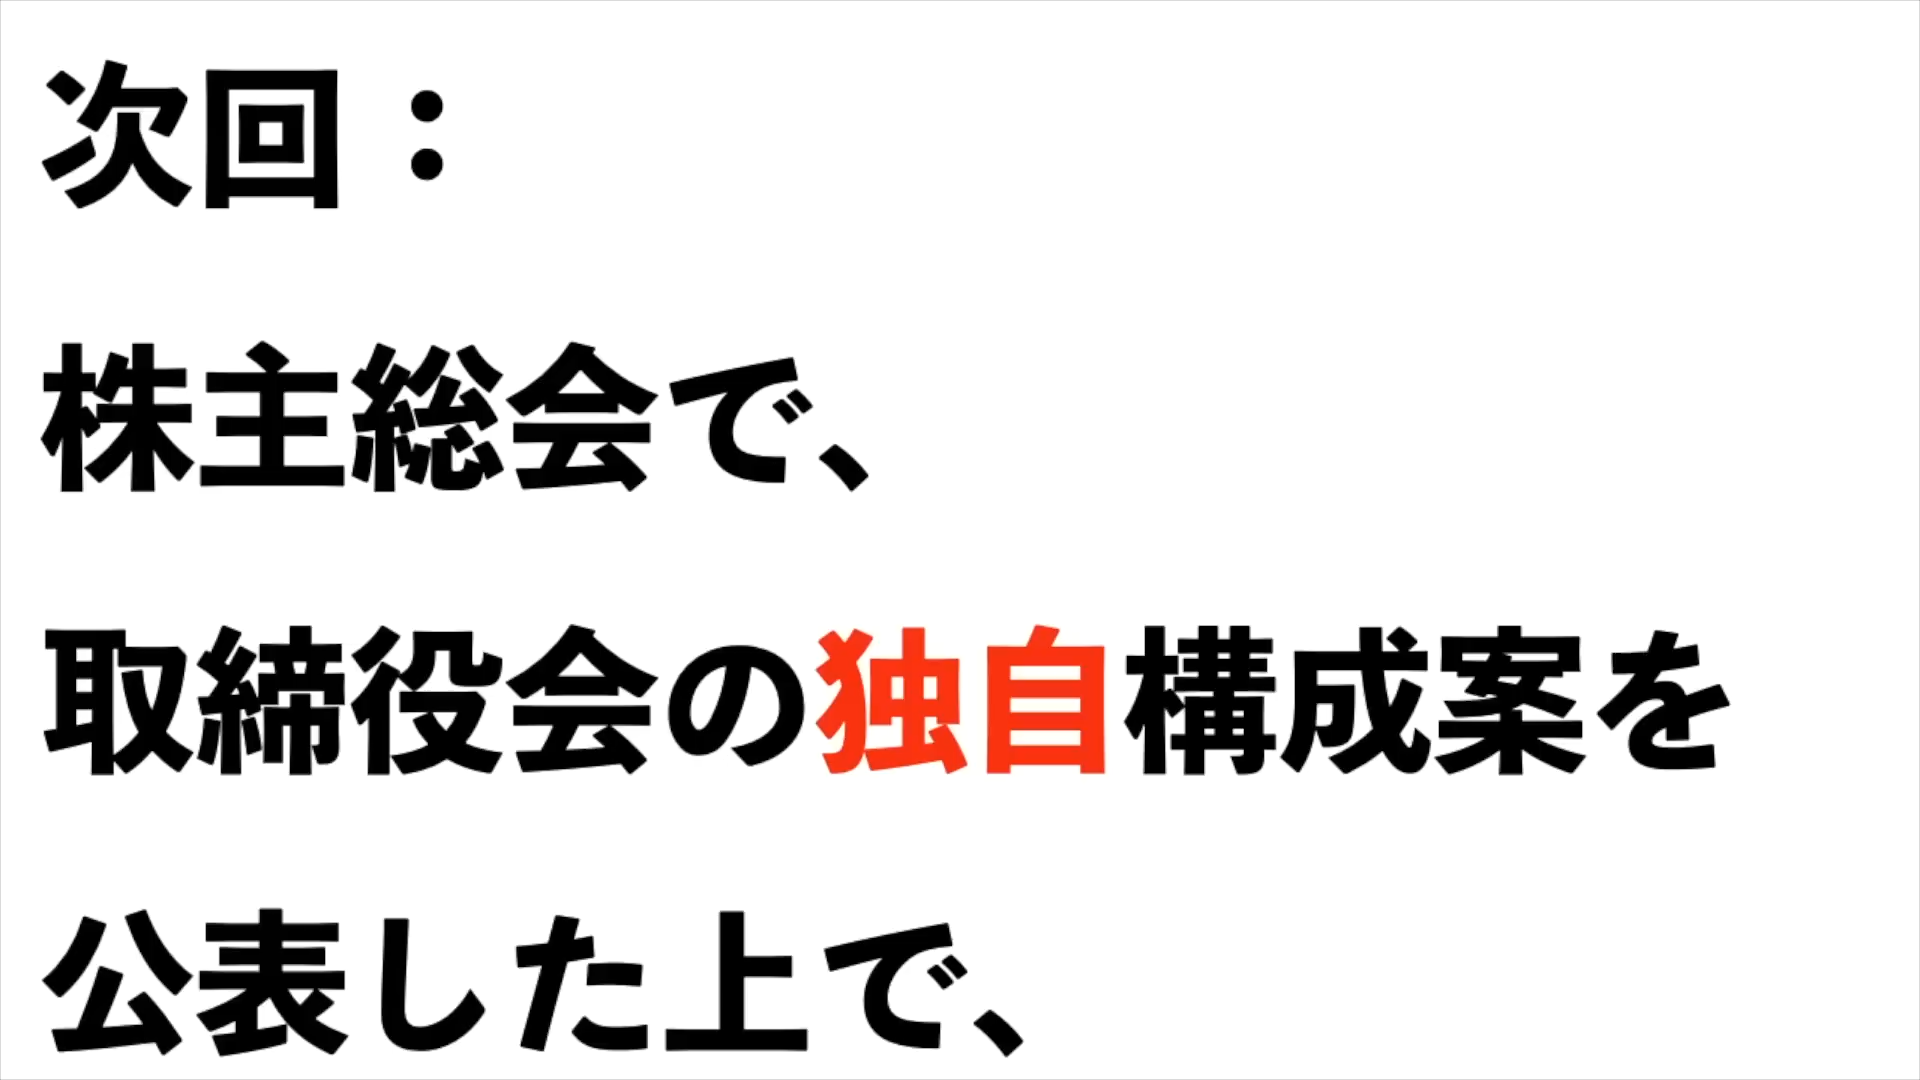 次回：
株主総会で、
取締役会の独自構成案を
公表した上で、